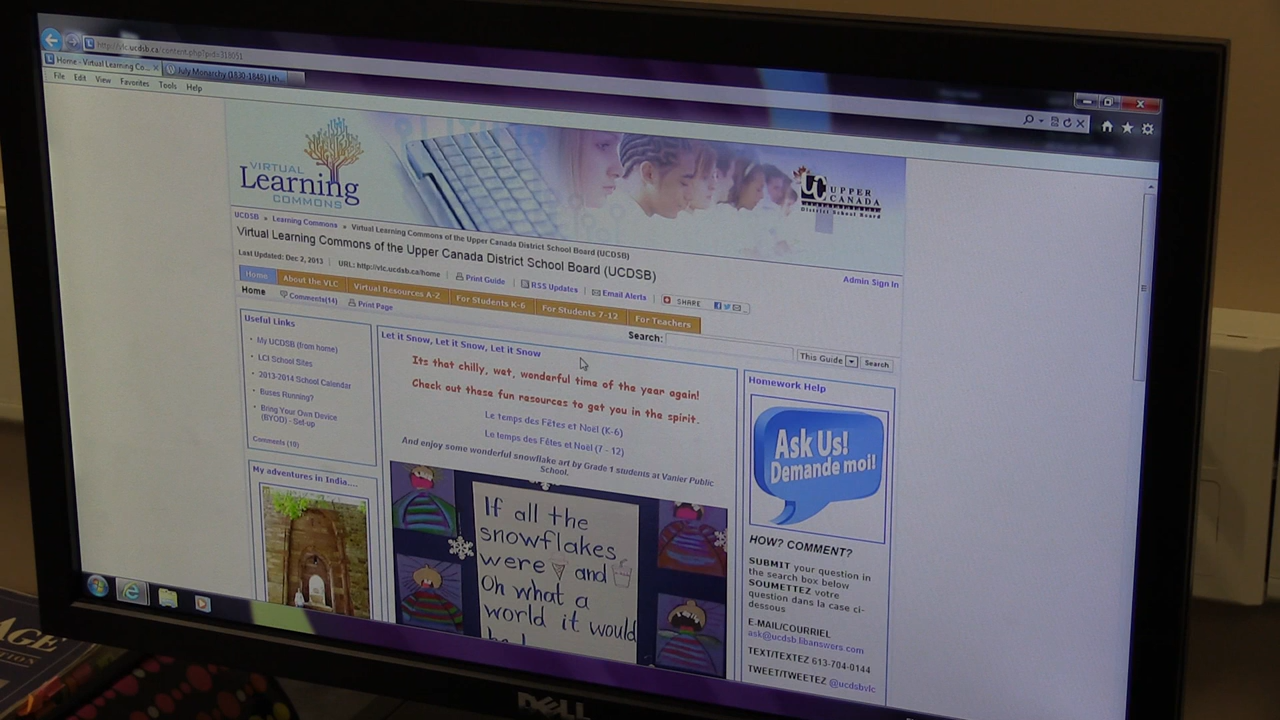 http://vlc.ucdsb.ca/content.php?pid=318051
Home - Virtual Learning Co...
July Monarchy (1830-1848) | th...
File Edit View Favorites Tools Help
VIRTUAL
Learning
COMMONS
UC UPPER
CANADA
District School Board
UCDSB » Learning Commons » Virtual Learning Commons of the Upper Canada District School Board (UCDSB)
Virtual Learning Commons of the Upper Canada District School Board (UCDSB)
Admin Sign In
Last Updated: Dec 2, 2013 URL: http://vlc.ucdsb.ca/home Print Guide RSS Updates Email Alerts SHARE
Home About the VLC Virtual Resources A-Z For Students K-6 For Students 7-12 For Teachers
Home Comments(14) Print Page
Search: This Guide Search
Useful Links
My UCDSB (from home)
LCI School Sites
2013-2014 School Calendar
Buses Running?
Bring Your Own Device
(BYOD) - Set-up
Comments (10)
My adventures in India....
Let it Snow, Let it Snow, Let it Snow
Its that chilly, wet, wonderful time of the year again!
Check out these fun resources to get you in the spirit.
Le temps des Fêtes et Noël (K-6)
Le temps des Fêtes et Noël (7 - 12)
And enjoy some wonderful snowflake art by Grade 1 students at Vanier Public
School.
If all the
snowflakes
were and
Oh what a
world it would
be!
Homework Help
Ask Us!
Demande moi!
HOW? COMMENT?
SUBMIT your question in
the search box below
SOUMETTEZ votre
question dans la case ci-
dessous
E-MAIL/COURRIEL
ask@ucdsb.libanswers.com
TEXT/TEXTEZ 613-704-0144
TWEET/TWEETEZ @ucdsbvlc
DELL